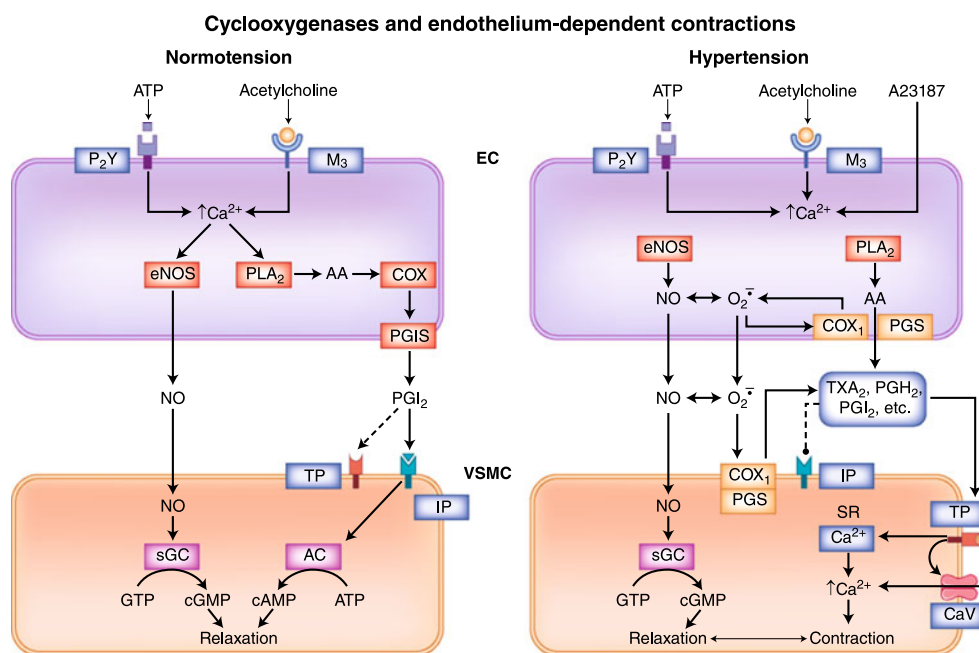 Cyclooxygenases and endothelium-dependent contractions
Normotension
ATP
Acetylcholine
P₂Y
M₃
↑Ca²⁺
eNOS
PLA₂
AA
COX
PGIS
NO
PGI₂
TP
IP
NO
sGC
AC
GTP
cGMP
cAMP
ATP
Relaxation
EC
VSMC
Hypertension
ATP
Acetylcholine
A23187
P₂Y
M₃
↑Ca²⁺
eNOS
PLA₂
NO
O₂•̄
AA
COX₁
PGS
NO
O₂•̄
TXA₂, PGH₂,
PGI₂, etc.
COX₁
PGS
IP
TP
NO
SR
Ca²⁺
sGC
GTP
cGMP
↑Ca²⁺
CaV
Relaxation
Contraction